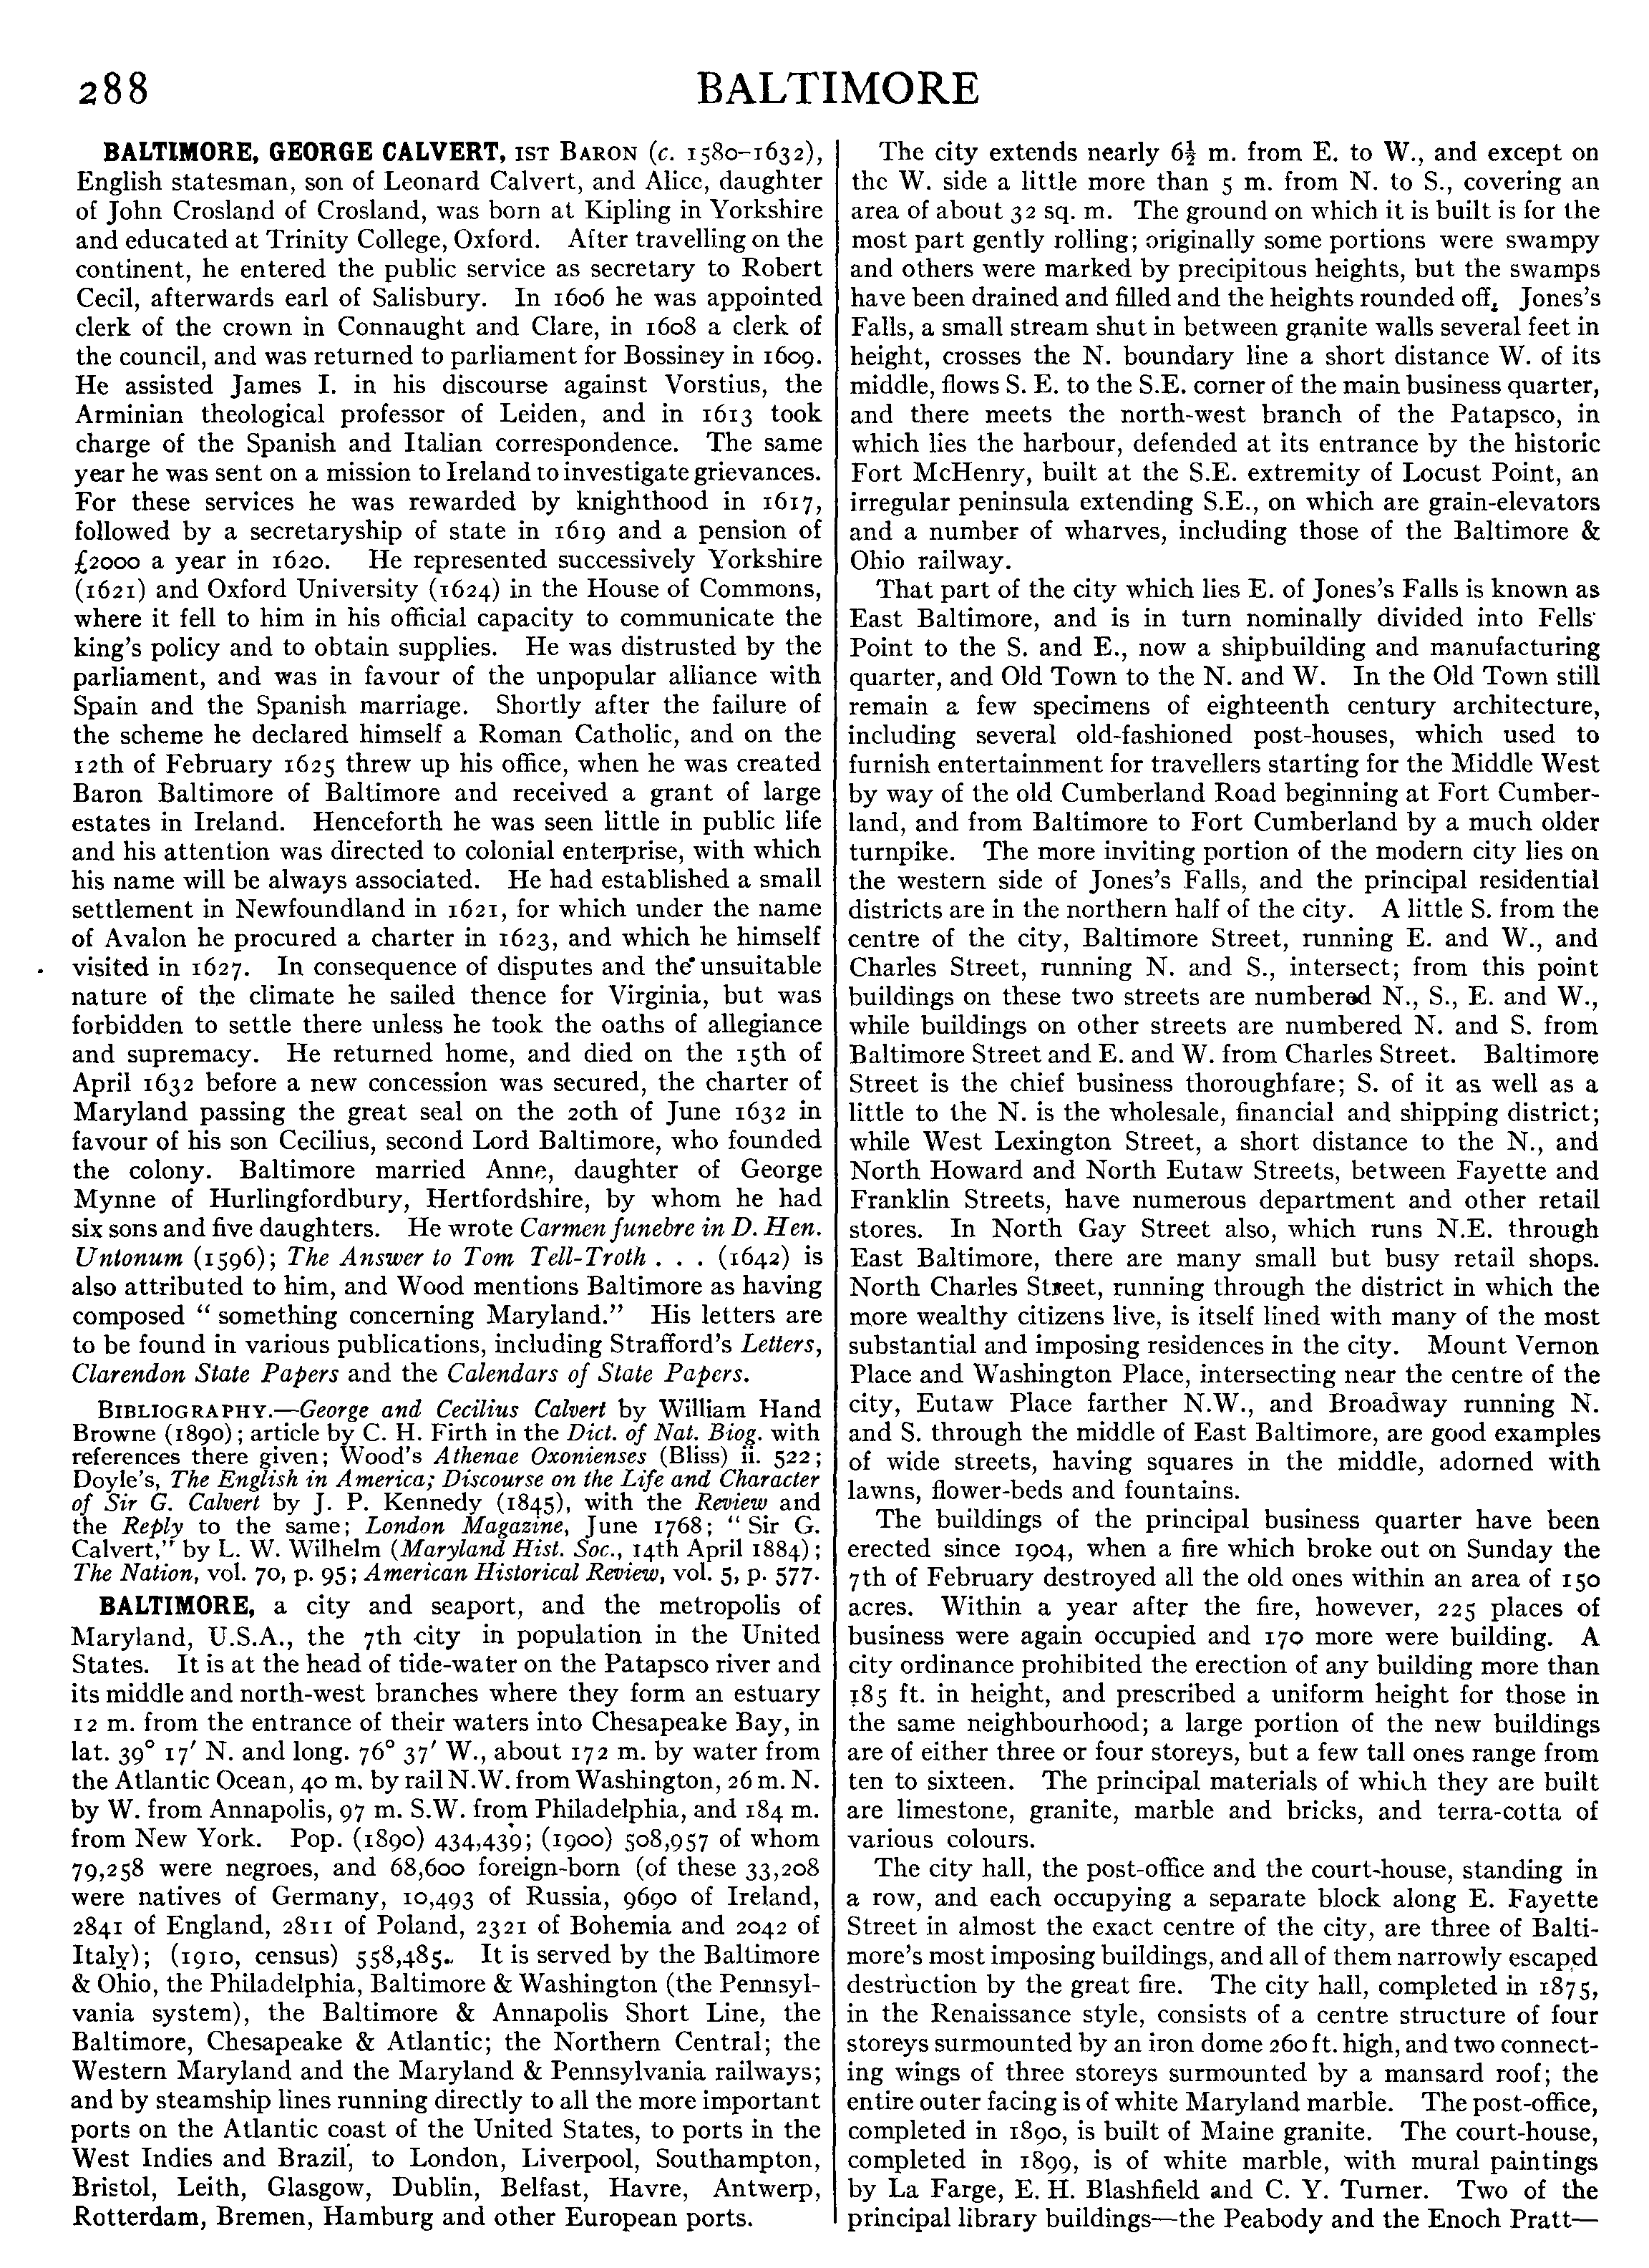 288
BALTIMORE
BALTIMORE, GEORGE CALVERT, 1ST BARON (c. 1580–1632),
English statesman, son of Leonard Calvert, and Alice, daughter
of John Crosland of Crosland, was born at Kipling in Yorkshire
and educated at Trinity College, Oxford. After travelling on the
continent, he entered the public service as secretary to Robert
Cecil, afterwards earl of Salisbury. In 1606 he was appointed
clerk of the crown in Connaught and Clare, in 1608 a clerk of
the council, and was returned to parliament for Bossiney in 1609.
He assisted James I. in his discourse against Vorstius, the
Arminian theological professor of Leiden, and in 1613 took
charge of the Spanish and Italian correspondence. The same
year he was sent on a mission to Ireland to investigate grievances.
For these services he was rewarded by knighthood in 1617,
followed by a secretaryship of state in 1619 and a pension of
£2000 a year in 1620. He represented successively Yorkshire
(1621) and Oxford University (1624) in the House of Commons,
where it fell to him in his official capacity to communicate the
king's policy and to obtain supplies. He was distrusted by the
parliament, and was in favour of the unpopular alliance with
Spain and the Spanish marriage. Shortly after the failure of
the scheme he declared himself a Roman Catholic, and on the
12th of February 1625 threw up his office, when he was created
Baron Baltimore of Baltimore and received a grant of large
estates in Ireland. Henceforth he was seen little in public life
and his attention was directed to colonial enterprise, with which
his name will be always associated. He had established a small
settlement in Newfoundland in 1621, for which under the name
of Avalon he procured a charter in 1623, and which he himself
visited in 1627. In consequence of disputes and the unsuitable
nature of the climate he sailed thence for Virginia, but was
forbidden to settle there unless he took the oaths of allegiance
and supremacy. He returned home, and died on the 15th of
April 1632 before a new concession was secured, the charter of
Maryland passing the great seal on the 20th of June 1632 in
favour of his son Cecilius, second Lord Baltimore, who founded
the colony. Baltimore married Anne, daughter of George
Mynne of Hurlingfordbury, Hertfordshire, by whom he had
six sons and five daughters. He wrote Carmen funebre in D. Hen.
Untonum (1596); The Answer to Tom Tell-Troth . . . (1642) is
also attributed to him, and Wood mentions Baltimore as having
composed “ something concerning Maryland.” His letters are
to be found in various publications, including Strafford's Letters,
Clarendon State Papers and the Calendars of State Papers.
BIBLIOGRAPHY.—George and Cecilius Calvert by William Hand
Browne (1890); article by C. H. Firth in the Dict. of Nat. Biog. with
references there given; Wood's Athenae Oxonienses (Bliss) ii. 522;
Doyle's, The English in America; Discourse on the Life and Character
of Sir G. Calvert by J. P. Kennedy (1845), with the Review and
the Reply to the same; London Magazine, June 1768; “ Sir G.
Calvert,” by L. W. Wilhelm (Maryland Hist. Soc., 14th April 1884);
The Nation, vol. 70, p. 95; American Historical Review, vol. 5, p. 577.
BALTIMORE, a city and seaport, and the metropolis of
Maryland, U.S.A., the 7th city in population in the United
States. It is at the head of tide-water on the Patapsco river and
its middle and north-west branches where they form an estuary
12 m. from the entrance of their waters into Chesapeake Bay, in
lat. 39° 17′ N. and long. 76° 37′ W., about 172 m. by water from
the Atlantic Ocean, 40 m. by rail N.W. from Washington, 26 m. N.
by W. from Annapolis, 97 m. S.W. from Philadelphia, and 184 m.
from New York. Pop. (1890) 434,439; (1900) 508,957 of whom
79,258 were negroes, and 68,600 foreign-born (of these 33,208
were natives of Germany, 10,493 of Russia, 9690 of Ireland,
2841 of England, 2811 of Poland, 2321 of Bohemia and 2042 of
Italy); (1910, census) 558,485. It is served by the Baltimore
& Ohio, the Philadelphia, Baltimore & Washington (the Pennsyl-
vania system), the Baltimore & Annapolis Short Line, the
Baltimore, Chesapeake & Atlantic; the Northern Central; the
Western Maryland and the Maryland & Pennsylvania railways;
and by steamship lines running directly to all the more important
ports on the Atlantic coast of the United States, to ports in the
West Indies and Brazil, to London, Liverpool, Southampton,
Bristol, Leith, Glasgow, Dublin, Belfast, Havre, Antwerp,
Rotterdam, Bremen, Hamburg and other European ports.
The city extends nearly 6½ m. from E. to W., and except on
the W. side a little more than 5 m. from N. to S., covering an
area of about 32 sq. m. The ground on which it is built is for the
most part gently rolling; originally some portions were swampy
and others were marked by precipitous heights, but the swamps
have been drained and filled and the heights rounded off. Jones's
Falls, a small stream shut in between granite walls several feet in
height, crosses the N. boundary line a short distance W. of its
middle, flows S. E. to the S.E. corner of the main business quarter,
and there meets the north-west branch of the Patapsco, in
which lies the harbour, defended at its entrance by the historic
Fort McHenry, built at the S.E. extremity of Locust Point, an
irregular peninsula extending S.E., on which are grain-elevators
and a number of wharves, including those of the Baltimore &
Ohio railway.
That part of the city which lies E. of Jones's Falls is known as
East Baltimore, and is in turn nominally divided into Fells
Point to the S. and E., now a shipbuilding and manufacturing
quarter, and Old Town to the N. and W. In the Old Town still
remain a few specimens of eighteenth century architecture,
including several old-fashioned post-houses, which used to
furnish entertainment for travellers starting for the Middle West
by way of the old Cumberland Road beginning at Fort Cumber-
land, and from Baltimore to Fort Cumberland by a much older
turnpike. The more inviting portion of the modern city lies on
the western side of Jones's Falls, and the principal residential
districts are in the northern half of the city. A little S. from the
centre of the city, Baltimore Street, running E. and W., and
Charles Street, running N. and S., intersect; from this point
buildings on these two streets are numbered N., S., E. and W.,
while buildings on other streets are numbered N. and S. from
Baltimore Street and E. and W. from Charles Street. Baltimore
Street is the chief business thoroughfare; S. of it as well as a
little to the N. is the wholesale, financial and shipping district;
while West Lexington Street, a short distance to the N., and
North Howard and North Eutaw Streets, between Fayette and
Franklin Streets, have numerous department and other retail
stores. In North Gay Street also, which runs N.E. through
East Baltimore, there are many small but busy retail shops.
North Charles Street, running through the district in which the
more wealthy citizens live, is itself lined with many of the most
substantial and imposing residences in the city. Mount Vernon
Place and Washington Place, intersecting near the centre of the
city, Eutaw Place farther N.W., and Broadway running N.
and S. through the middle of East Baltimore, are good examples
of wide streets, having squares in the middle, adorned with
lawns, flower-beds and fountains.
The buildings of the principal business quarter have been
erected since 1904, when a fire which broke out on Sunday the
7th of February destroyed all the old ones within an area of 150
acres. Within a year after the fire, however, 225 places of
business were again occupied and 170 more were building. A
city ordinance prohibited the erection of any building more than
185 ft. in height, and prescribed a uniform height for those in
the same neighbourhood; a large portion of the new buildings
are of either three or four storeys, but a few tall ones range from
ten to sixteen. The principal materials of which they are built
are limestone, granite, marble and bricks, and terra-cotta of
various colours.
The city hall, the post-office and the court-house, standing in
a row, and each occupying a separate block along E. Fayette
Street in almost the exact centre of the city, are three of Balti-
more's most imposing buildings, and all of them narrowly escaped
destruction by the great fire. The city hall, completed in 1875,
in the Renaissance style, consists of a centre structure of four
storeys surmounted by an iron dome 260 ft. high, and two connect-
ing wings of three storeys surmounted by a mansard roof; the
entire outer facing is of white Maryland marble. The post-office,
completed in 1890, is built of Maine granite. The court-house,
completed in 1899, is of white marble, with mural paintings
by La Farge, E. H. Blashfield and C. Y. Turner. Two of the
principal library buildings—the Peabody and the Enoch Pratt—